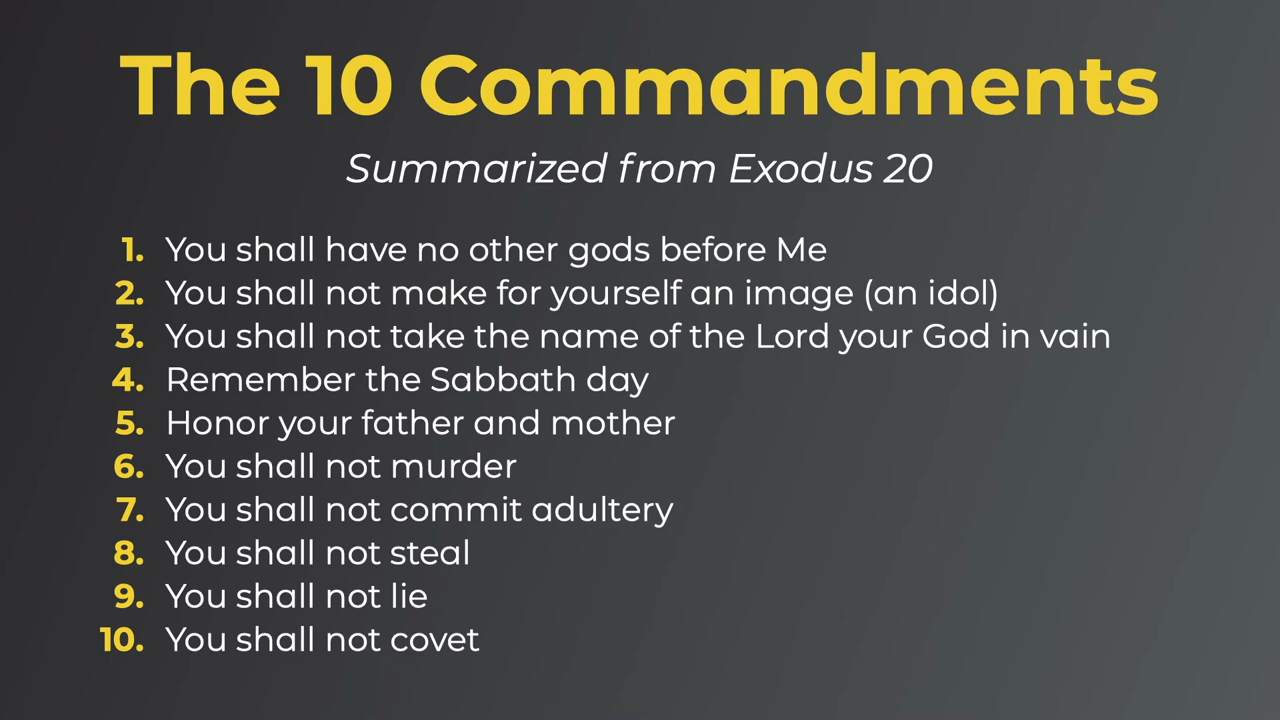 The 10 Commandments
Summarized from Exodus 20
1. You shall have no other gods before Me
2. You shall not make for yourself an image (an idol)
3. You shall not take the name of the Lord your God in vain
4. Remember the Sabbath day
5. Honor your father and mother
6. You shall not murder
7. You shall not commit adultery
8. You shall not steal
9. You shall not lie
10. You shall not covet